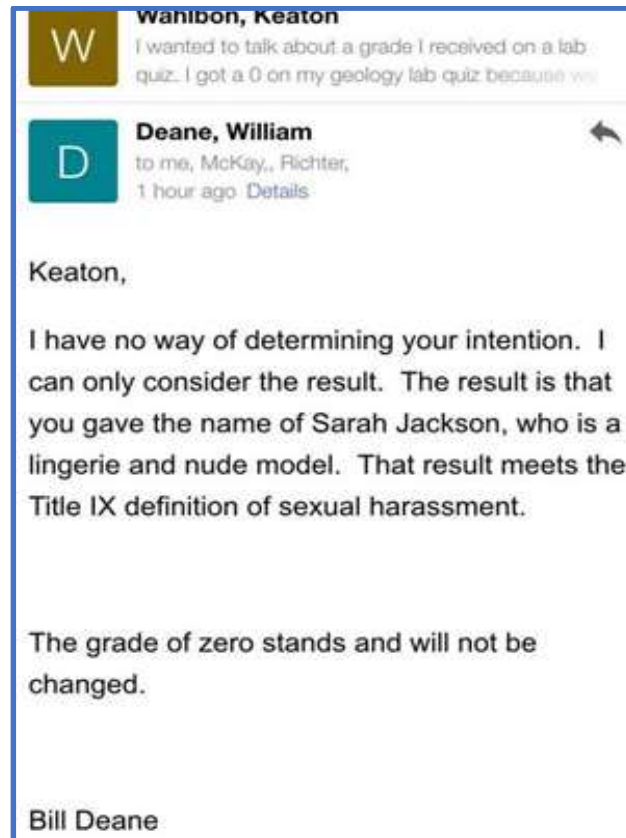 W
Wahlbon, Keaton
I wanted to talk about a grade I received on a lab
quiz. I got a 0 on my geology lab quiz because we
D
Deane, William
to me, McKay,, Richter,
1 hour ago Details
Keaton,
I have no way of determining your intention. I
can only consider the result. The result is that
you gave the name of Sarah Jackson, who is a
lingerie and nude model. That result meets the
Title IX definition of sexual harassment.
The grade of zero stands and will not be
changed.
Bill Deane